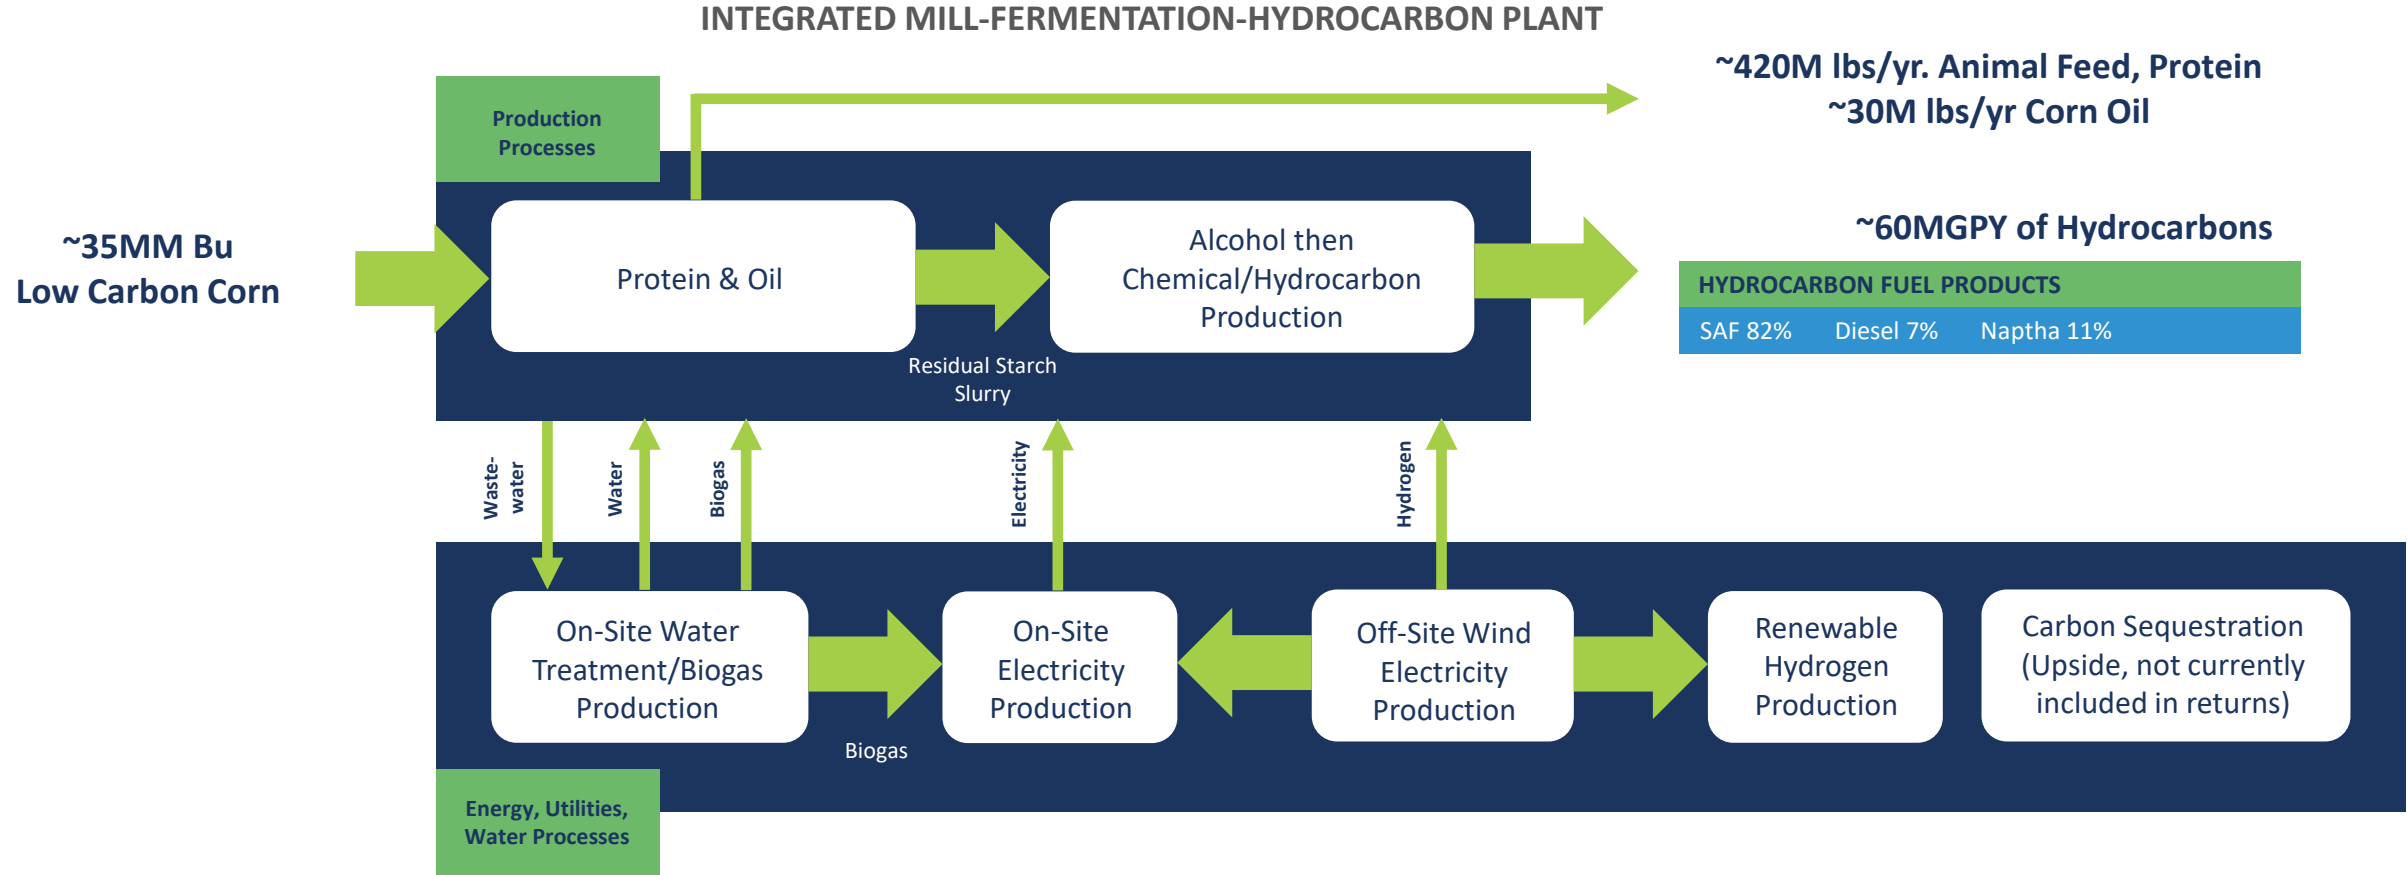 INTEGRATED MILL-FERMENTATION-HYDROCARBON PLANT
~420M lbs/yr. Animal Feed, Protein
~30M lbs/yr Corn Oil
Production
Processes
~35MM Bu
Low Carbon Corn
Protein & Oil
Residual Starch
Slurry
Alcohol then
Chemical/Hydrocarbon
Production
~60MGPY of Hydrocarbons
HYDROCARBON FUEL PRODUCTS
SAF 82% Diesel 7% Naptha 11%
Waste-
water
Water
Biogas
Electricity
Hydrogen
On-Site Water
Treatment/Biogas
Production
Biogas
On-Site
Electricity
Production
Off-Site Wind
Electricity
Production
Renewable
Hydrogen
Production
Carbon Sequestration
(Upside, not currently
included in returns)
Energy, Utilities,
Water Processes